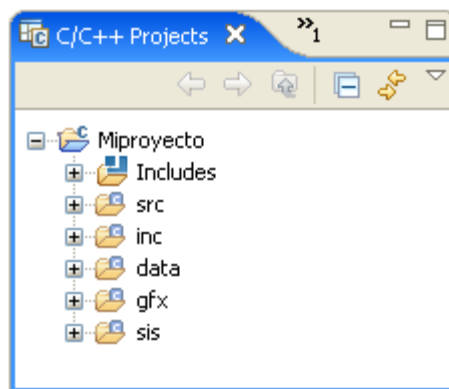 C/C++ Projects
»1
Miproyecto
Includes
src
inc
data
gfx
sis